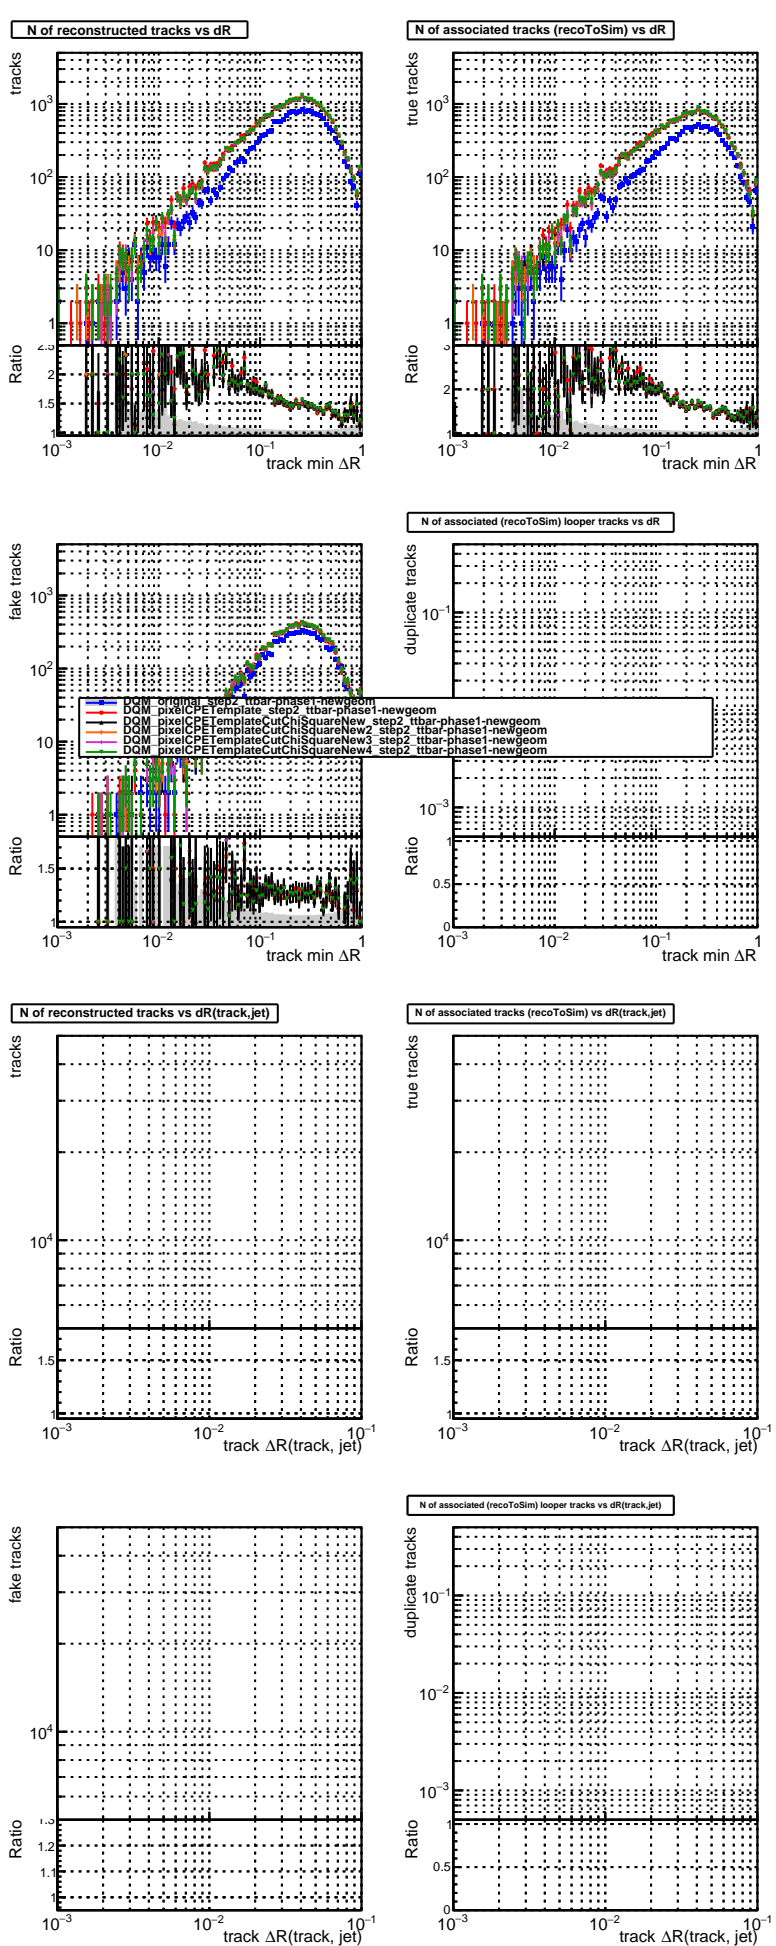 N of reconstructed tracks vs dR
tracks
10³
10²
10
1
Ratio
2.5
2
1.5
1
10⁻³
10⁻²
10⁻¹
1
track min ΔR
N of associated tracks (recoToSim) vs dR
true tracks
10³
10²
10
1
Ratio
3
2
1
10⁻³
10⁻²
10⁻¹
1
track min ΔR
fake tracks
10³
10²
10
1
Ratio
1.5
1
10⁻³
10⁻²
10⁻¹
1
track min ΔR
N of associated (recoToSim) looper tracks vs dR
duplicate tracks
10⁻¹
10⁻³
Ratio
1
0.5
0
10⁻³
10⁻²
10⁻¹
1
track min ΔR
DQM_original_step2_ttbar-phase1-newgeom
DQM_pixelCPETemplate_step2_ttbar-phase1-newgeom
DQM_pixelCPETemplateCutChiSquareNew_step2_ttbar-phase1-newgeom
DQM_pixelCPETemplateCutChiSquareNew2_step2_ttbar-phase1-newgeom
DQM_pixelCPETemplateCutChiSquareNew3_step2_ttbar-phase1-newgeom
DQM_pixelCPETemplateCutChiSquareNew4_step2_ttbar-phase1-newgeom
N of reconstructed tracks vs dR(track,jet)
tracks
10⁴
Ratio
1.5
1
10⁻³
10⁻²
10⁻¹
track ΔR(track, jet)
N of associated tracks (recoToSim) vs dR(track,jet)
true tracks
10⁴
Ratio
1.5
1
10⁻³
10⁻²
10⁻¹
track ΔR(track, jet)
fake tracks
10⁴
Ratio
1.3
1.2
1.1
1
10⁻³
10⁻²
10⁻¹
track ΔR(track, jet)
N of associated (recoToSim) looper tracks vs dR(track,jet)
duplicate tracks
10⁻¹
10⁻²
10⁻³
Ratio
1
0.5
0
10⁻³
10⁻²
10⁻¹
track ΔR(track, jet)